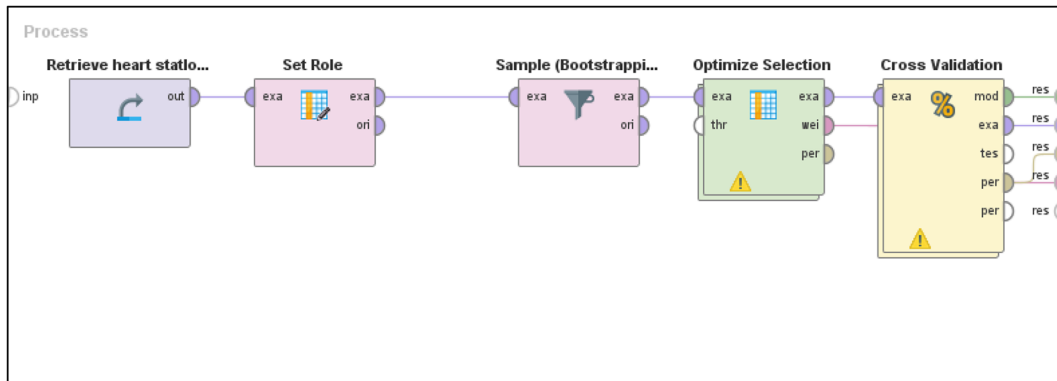 Process
Retrieve heart statlo...
Set Role
Sample (Bootstrappi...
Optimize Selection
Cross Validation
inp
out
exa
exa
ori
exa
exa
ori
exa
thr
exa
wei
per
exa
%
mod
exa
tes
per
per
res
res
res
res
res